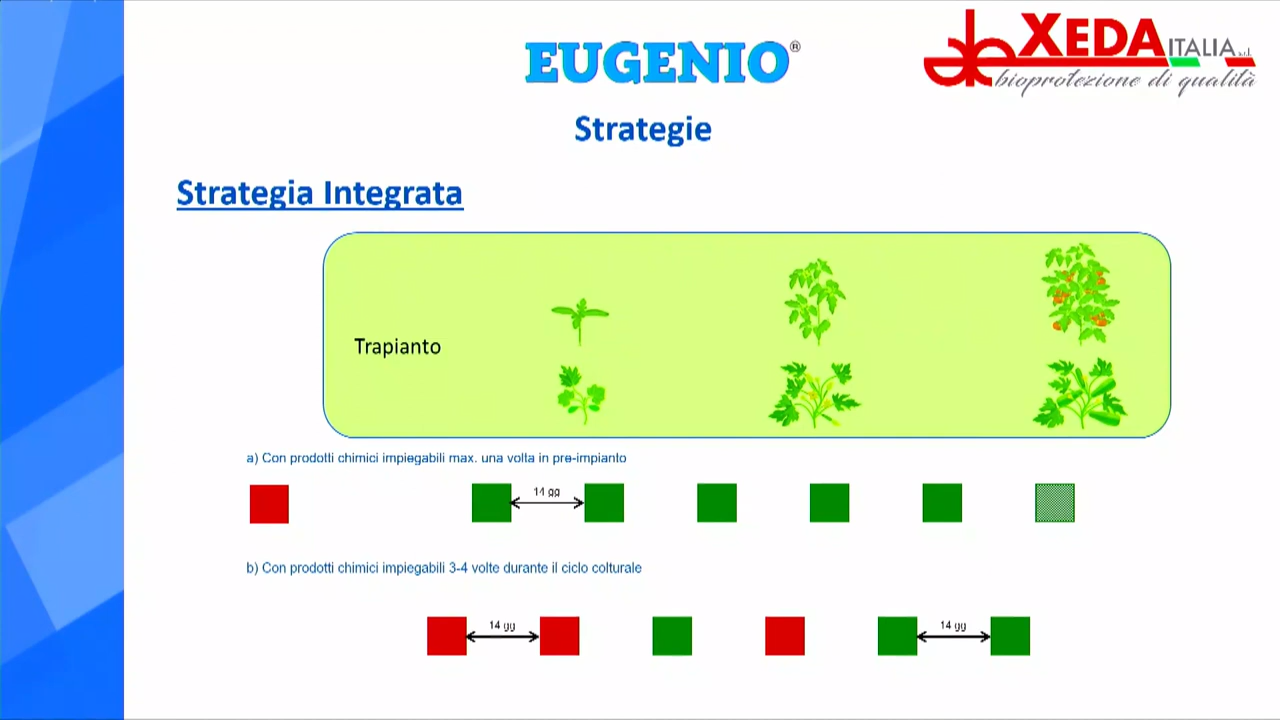 EUGENIO®
XEDA ITALIA s.r.l.
bioprotezione di qualità
Strategie
Strategia Integrata
Trapianto
a) Con prodotti chimici impiegabili max. una volta in pre-impianto
14 gg
b) Con prodotti chimici impiegabili 3-4 volte durante il ciclo colturale
14 gg
14 gg